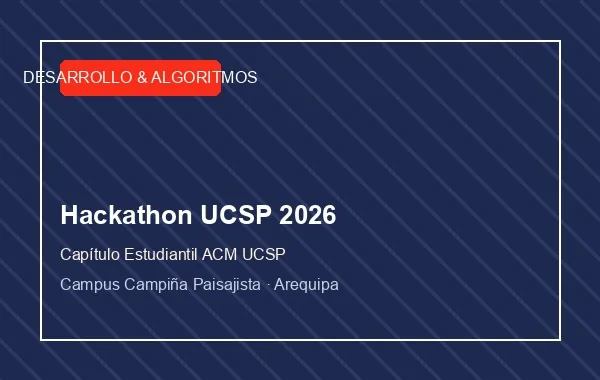 DESARROLLO & ALGORITMOS
Hackathon UCSP 2026
Capítulo Estudiantil ACM UCSP
Campus Campiña Paisajista · Arequipa